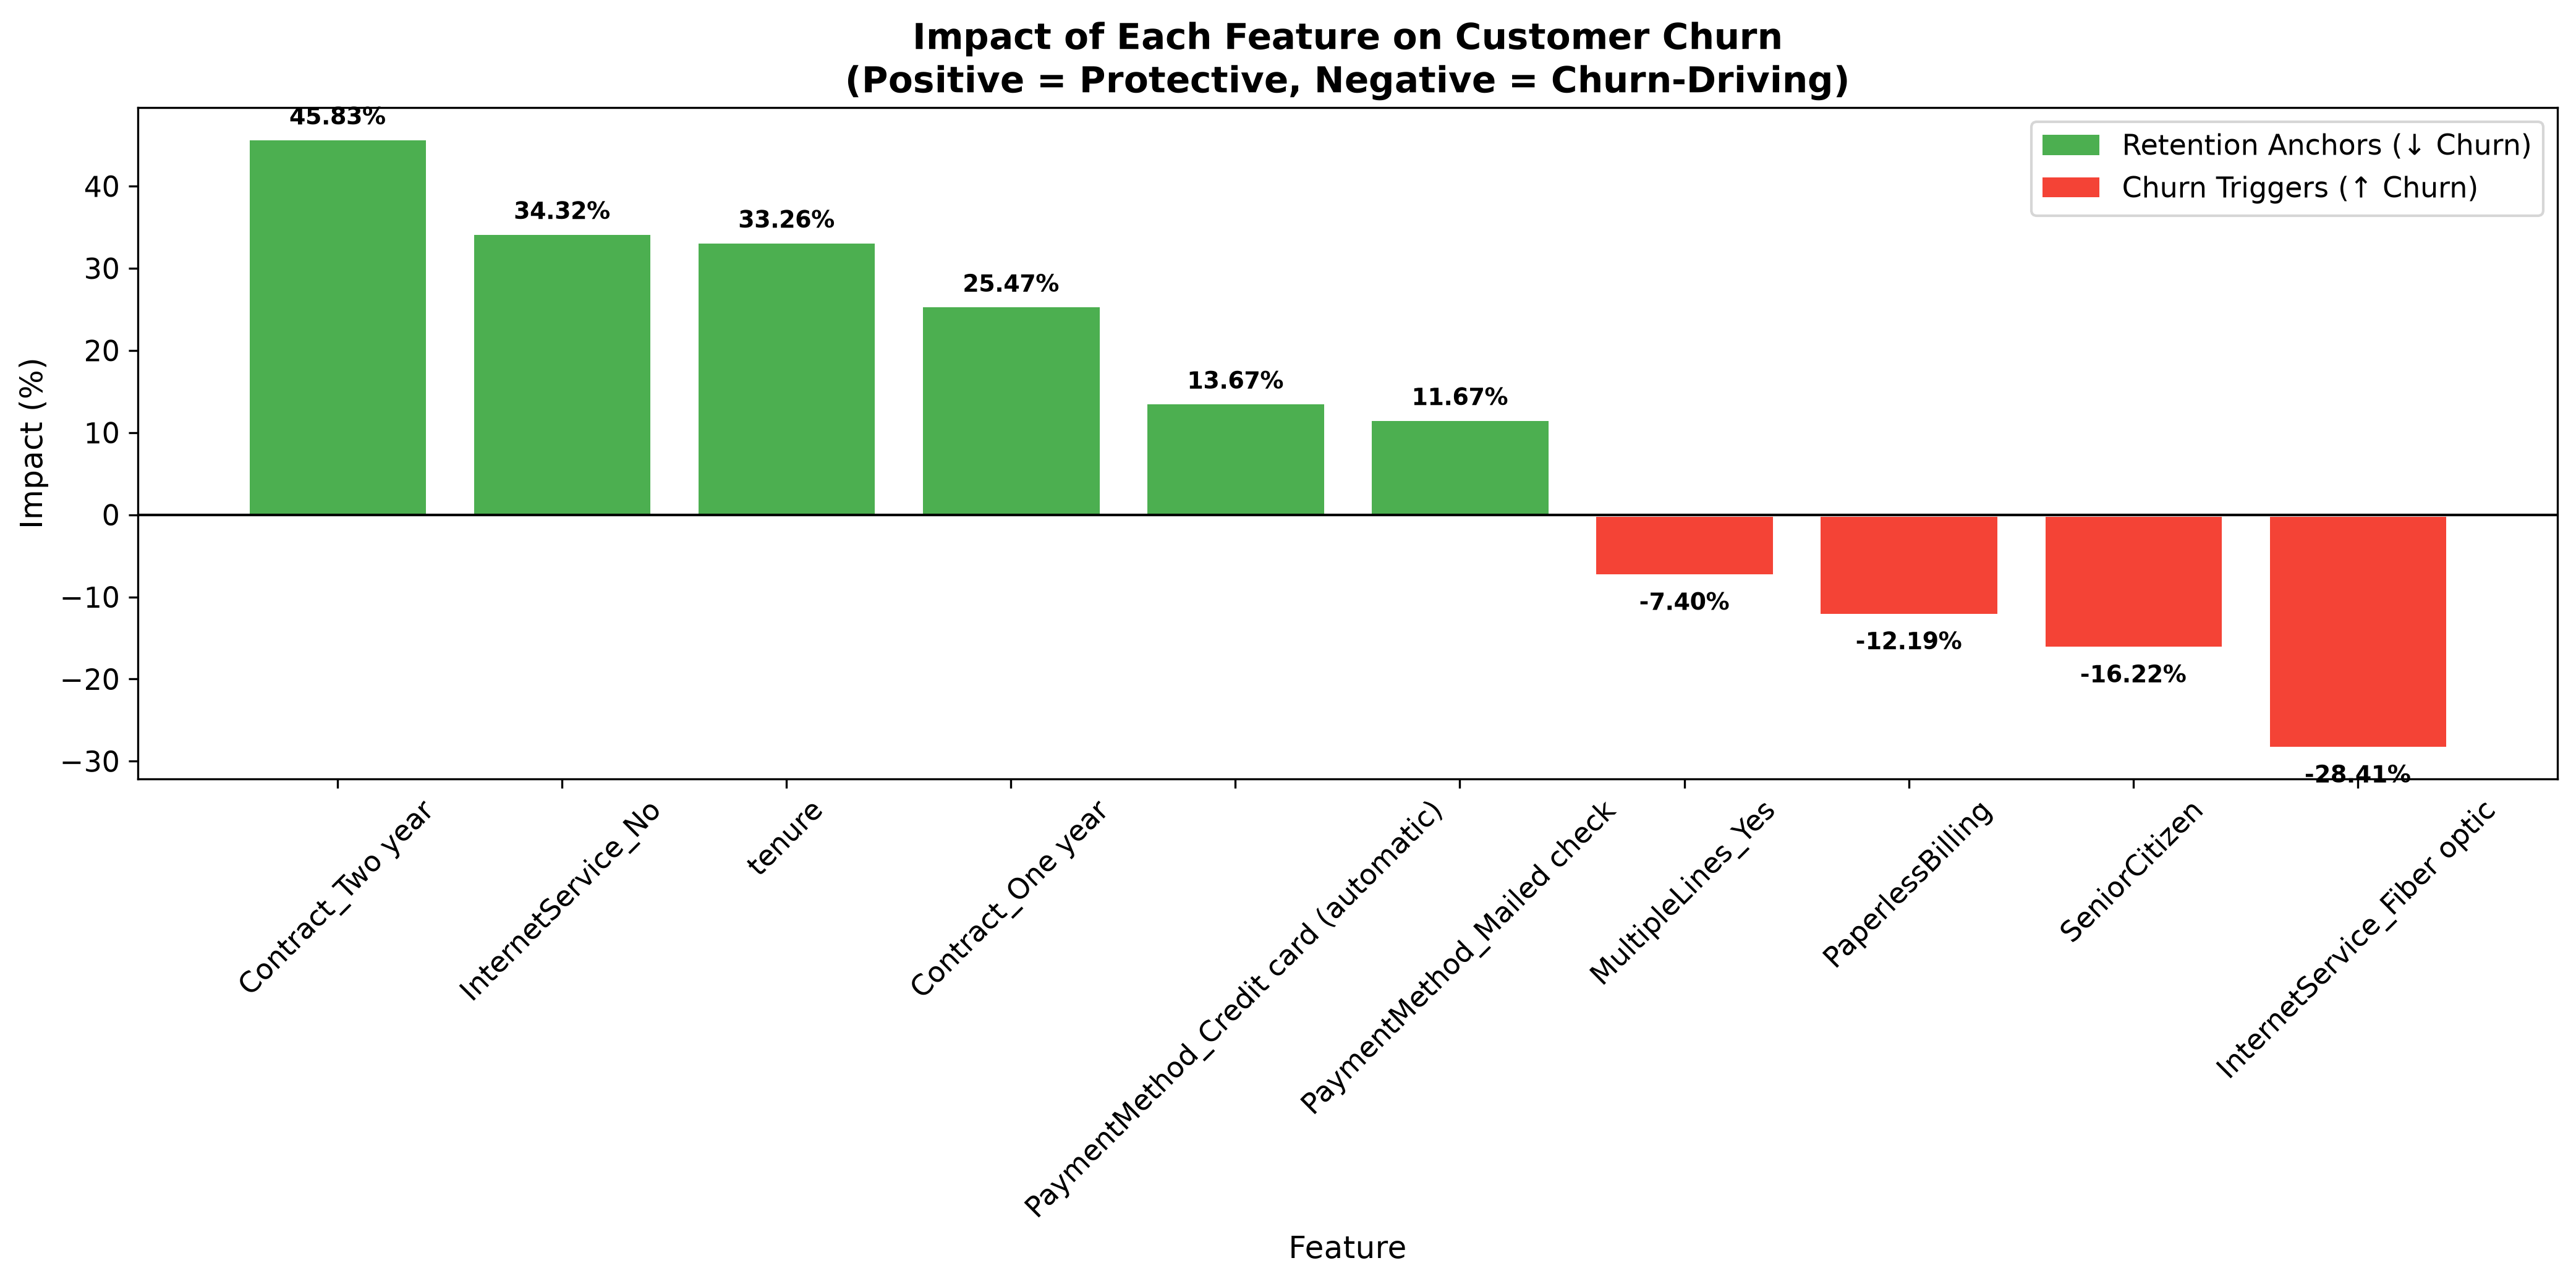 Impact of Each Feature on Customer Churn
(Positive = Protective, Negative = Churn-Driving)
Retention Anchors (↓ Churn)
Churn Triggers (↑ Churn)
Impact (%)
40
30
20
10
0
−10
−20
−30
45.83%
34.32%
33.26%
25.47%
13.67%
11.67%
-7.40%
-12.19%
-16.22%
-28.41%
Contract_Two year
InternetService_No
tenure
Contract_One year
PaymentMethod_Credit card (automatic)
PaymentMethod_Mailed check
MultipleLines_Yes
PaperlessBilling
SeniorCitizen
InternetService_Fiber optic
Feature